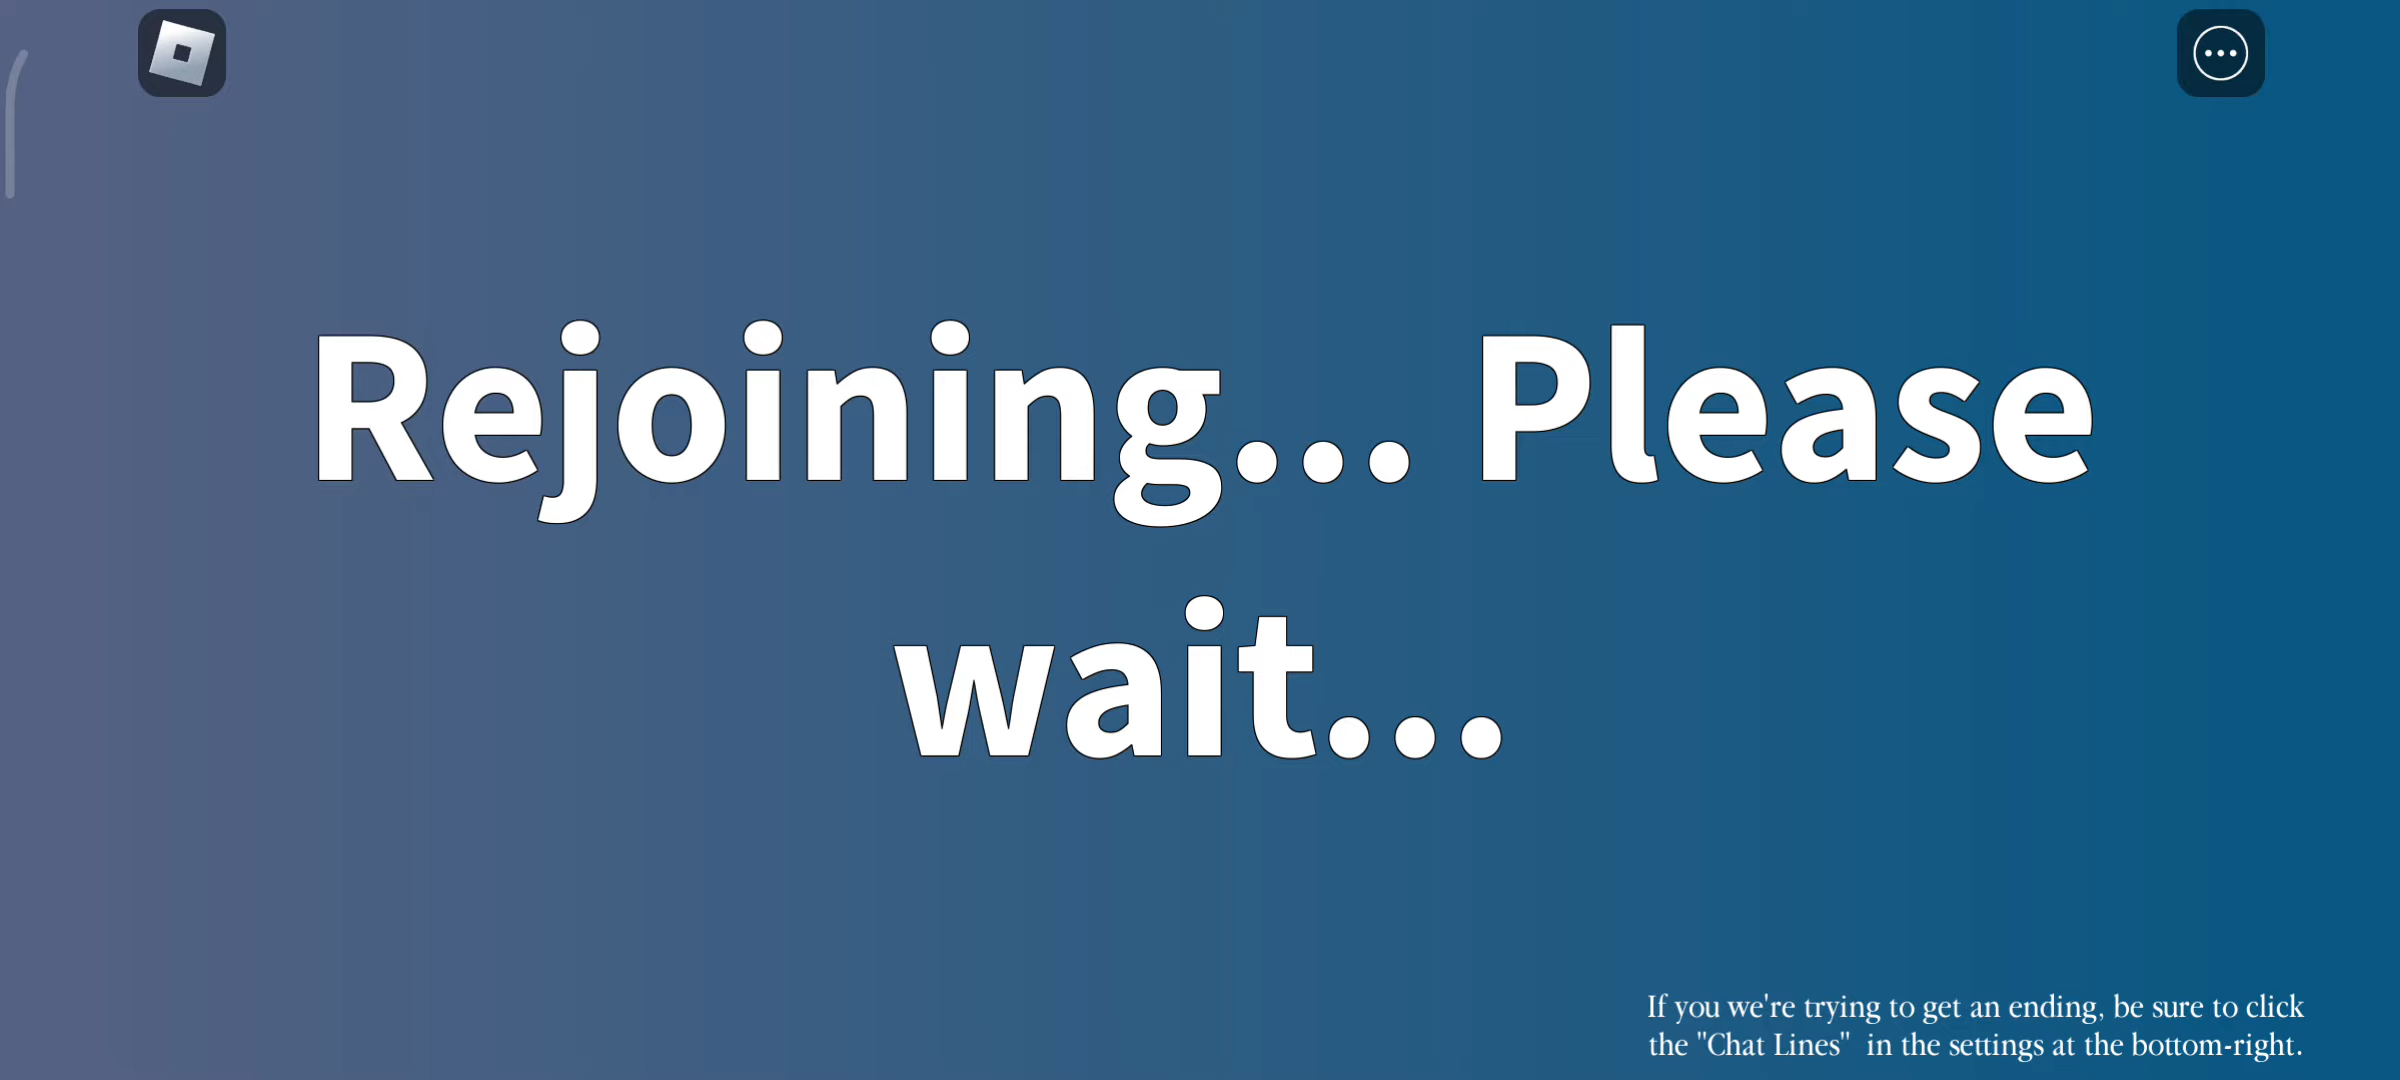 Rejoining... Please
wait...
If you we're trying to get an ending, be sure to click
the "Chat Lines"  in the settings at the bottom-right.